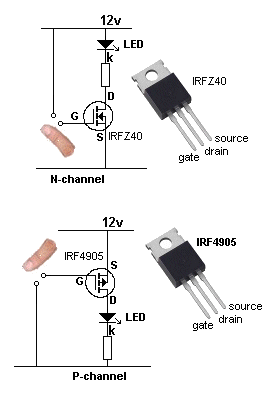 12v
LED
k
D
G
S
IRFZ40
IRFZ40
source
drain
gate
N-channel
12v
IRF4905
S
G
D
LED
k
IRF4905
source
drain
gate
P-channel